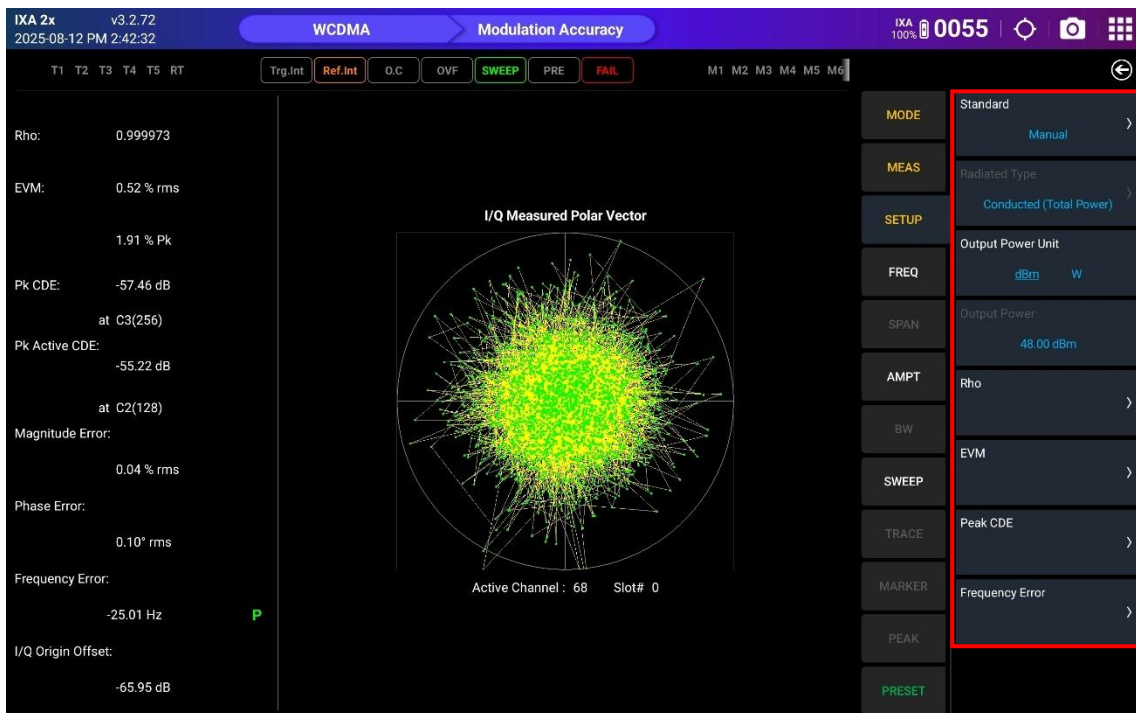 IXA 2x v3.2.72
2025-08-12 PM 2:42:32
WCDMA
Modulation Accuracy
IXA
100%
0055
T1 T2 T3 T4 T5 RT
Trg.Int
Ref.Int
O.C
OVF
SWEEP
PRE
FAIL
M1 M2 M3 M4 M5 M6
Rho: 0.999973
EVM: 0.52 % rms
1.91 % Pk
Pk CDE: -57.46 dB
at C3(256)
Pk Active CDE:
-55.22 dB
at C2(128)
Magnitude Error:
0.04 % rms
Phase Error:
0.10° rms
Frequency Error:
-25.01 Hz P
I/Q Origin Offset:
-65.95 dB
I/Q Measured Polar Vector
Active Channel : 68 Slot# 0
MODE
MEAS
SETUP
FREQ
SPAN
AMPT
BW
SWEEP
TRACE
MARKER
PEAK
PRESET
Standard
Manual
Radiated Type
Conducted (Total Power)
Output Power Unit
dBm W
Output Power
48.00 dBm
Rho
EVM
Peak CDE
Frequency Error